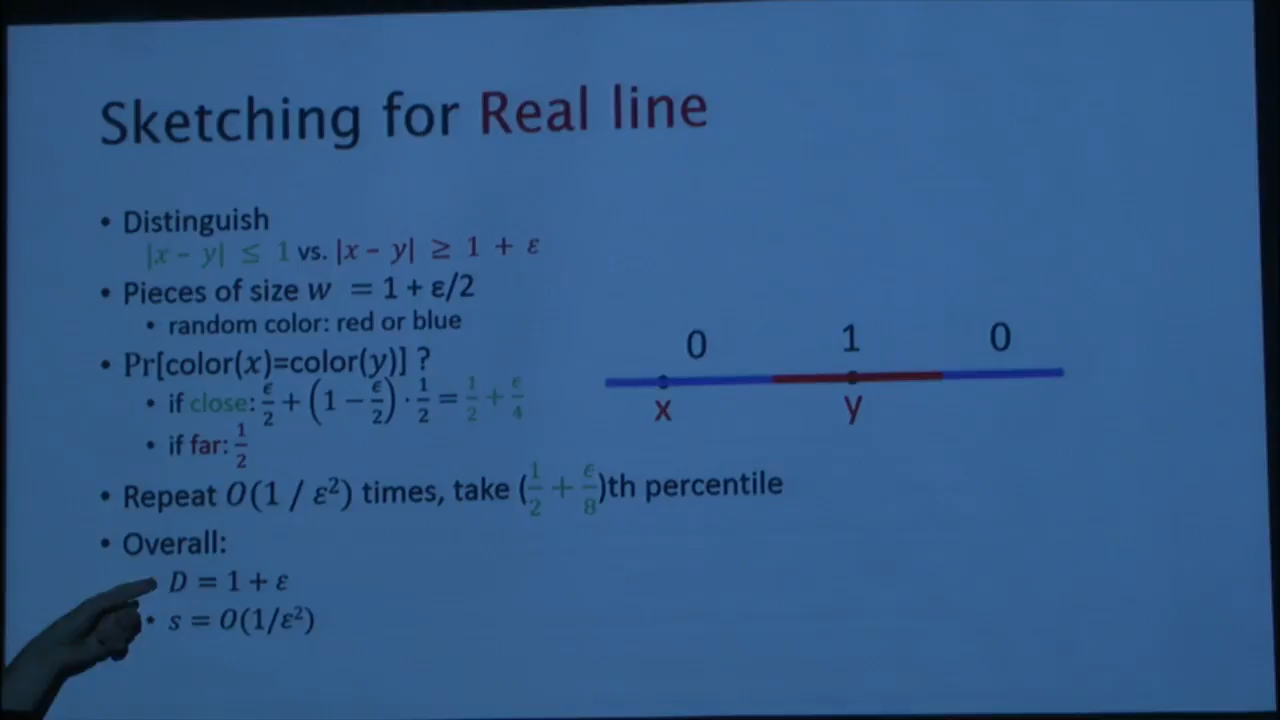 Sketching for Real line
• Distinguish
|x − y| ≤ 1 vs. |x − y| ≥ 1 + ε
• Pieces of size w = 1 + ε/2
• random color: red or blue
• Pr[color(x)=color(y)] ?
• if close: ε/2 + (1 − ε/2) · 1/2 = 1/2 + ε/4
• if far: 1/2
• Repeat O(1 / ε²) times, take (1/2 + ε/8)th percentile
• Overall:
D = 1 + ε
• s = O(1/ε²)
0 1 0
x y